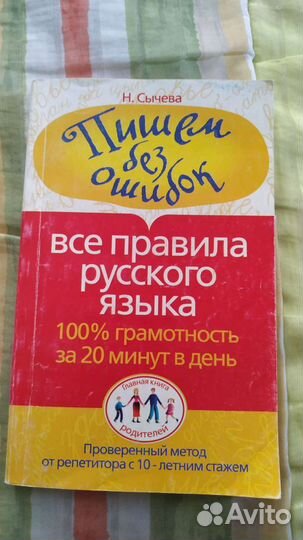 Н. Сычева
Пишем
без
ошибок
все правила
русского
языка
100% грамотность
за 20 минут в день
Главная книга
родителей
Проверенный метод
от репетитора с 10 - летним стажем
Avito